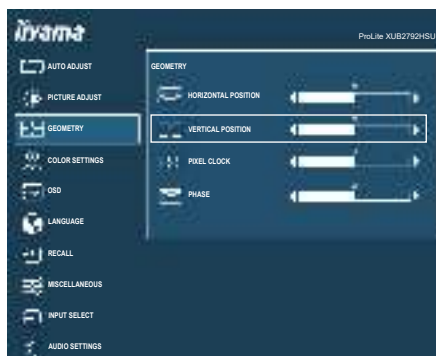 iiyama
ProLite XUB2792HSU
AUTO ADJUST
PICTURE ADJUST
GEOMETRY
COLOR SETTINGS
OSD
LANGUAGE
RECALL
MISCELLANEOUS
INPUT SELECT
AUDIO SETTINGS
GEOMETRY
HORIZONTAL POSITION
VERTICAL POSITION
PIXEL CLOCK
PHASE